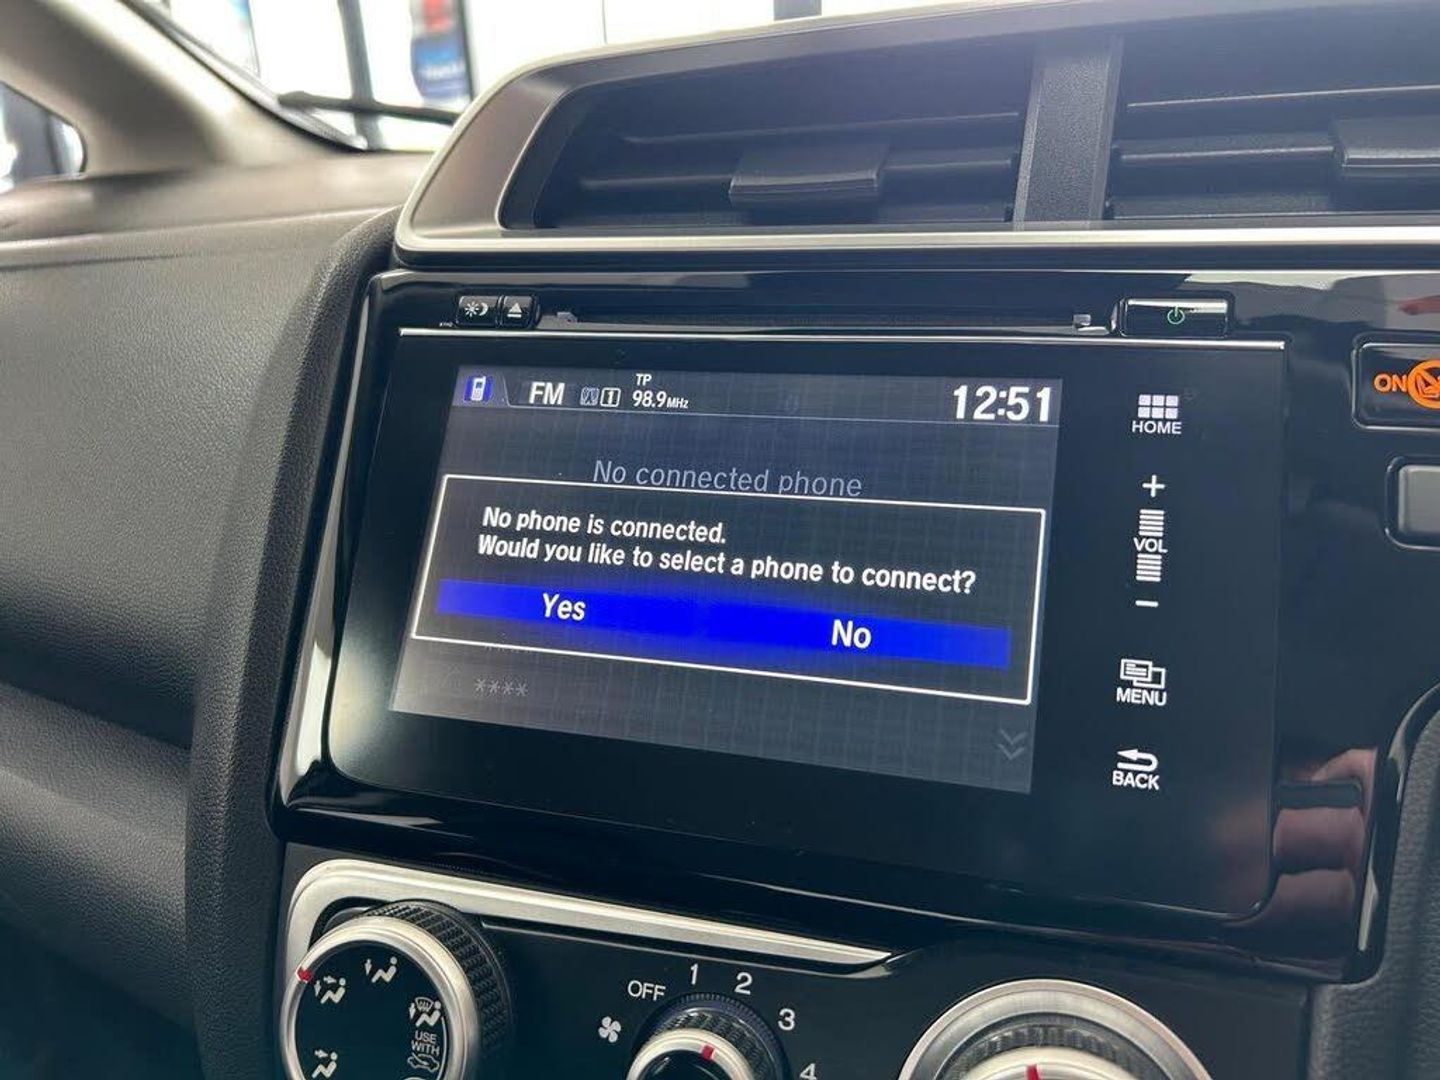 FM TP 98.9MHz 12:51
No connected phone
No phone is connected.
Would you like to select a phone to connect?
Yes No
****
HOME
+
VOL
−
MENU
BACK
ON
OFF 1 2 3 4
USE
WITH